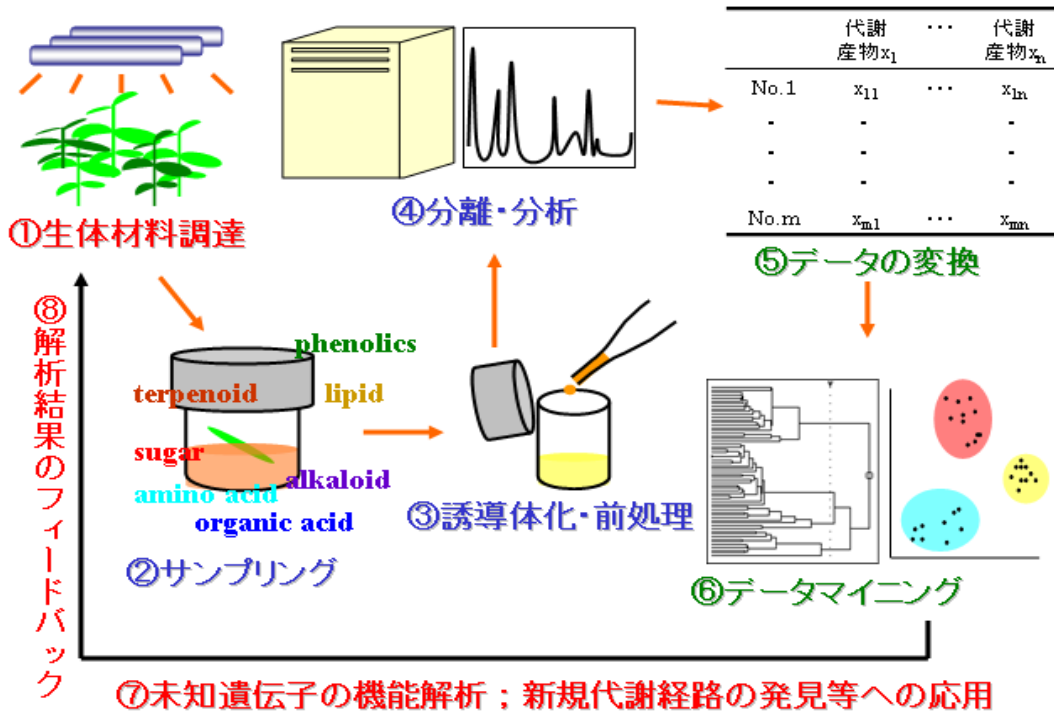 ①生体材料調達
phenolics
terpenoid
lipid
sugar
alkaloid
amino acid
organic acid
②サンプリング
③誘導体化・前処理
④分離・分析
代謝 ・・・ 代謝
産物x1 産物xn
No.1 x11 ・・・ x1n
- - -
- - -
- - -
No.m xm1 ・・・ xmn
⑤データの変換
⑥データマイニング
⑦未知遺伝子の機能解析；新規代謝経路の発見等への応用
⑧解析結果のフィードバック